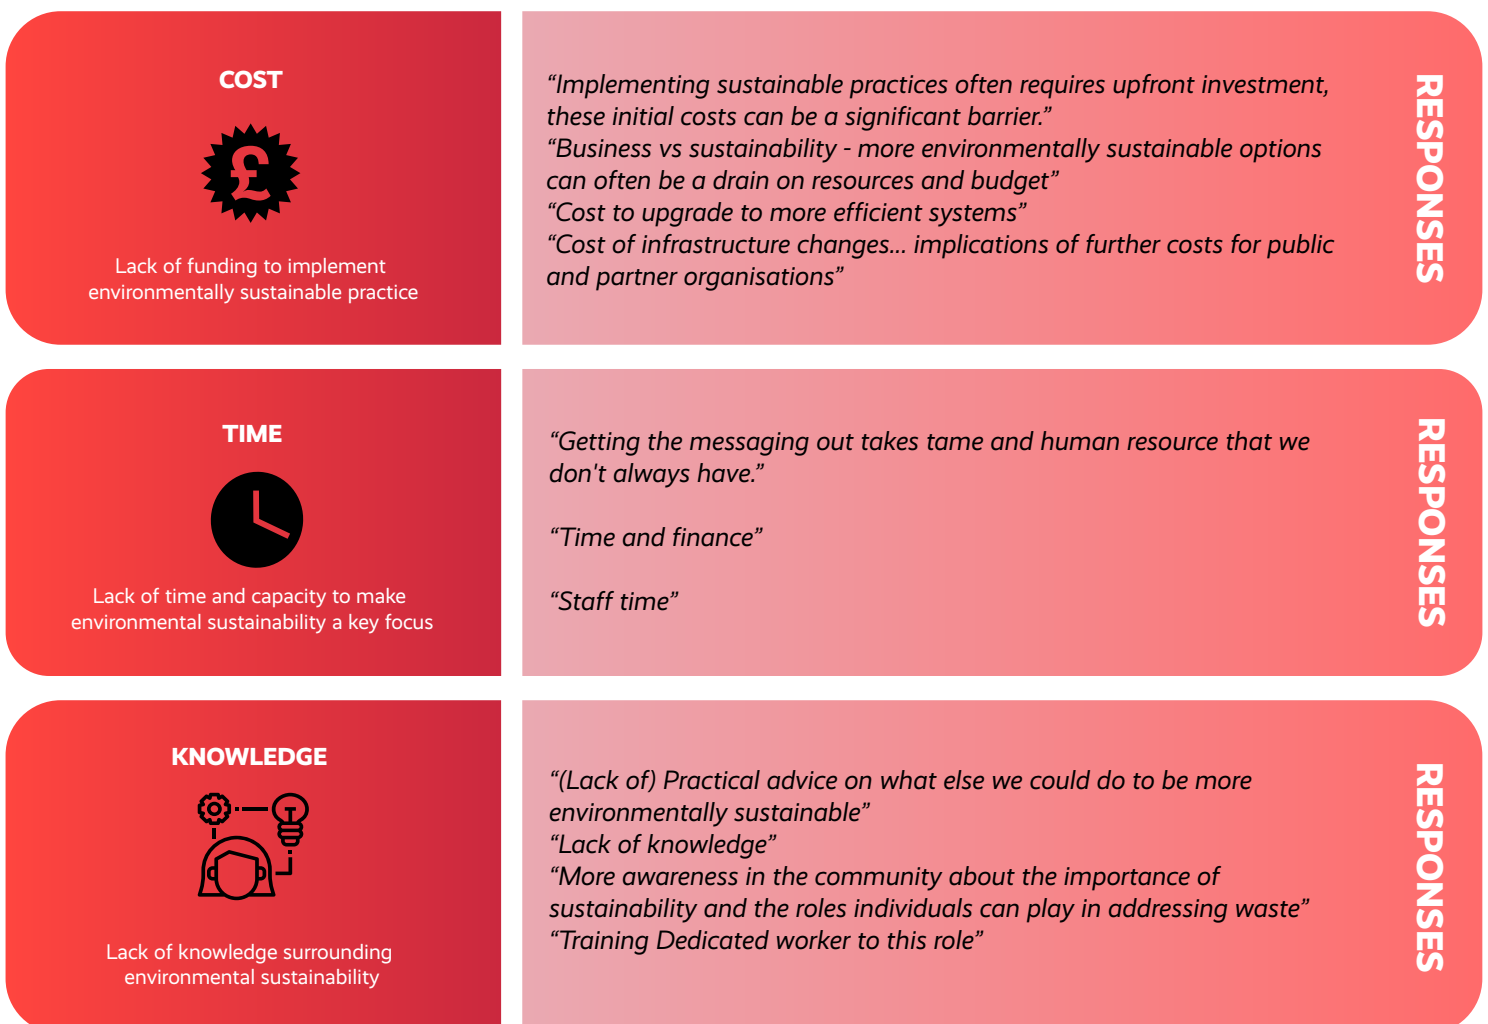 COST
£
Lack of funding to implement
environmentally sustainable practice
“Implementing sustainable practices often requires upfront investment,
these initial costs can be a significant barrier.”
“Business vs sustainability - more environmentally sustainable options
can often be a drain on resources and budget”
“Cost to upgrade to more efficient systems”
“Cost of infrastructure changes... implications of further costs for public
and partner organisations”
RESPONSES
TIME
Lack of time and capacity to make
environmental sustainability a key focus
“Getting the messaging out takes tame and human resource that we
don't always have.”
“Time and finance”
“Staff time”
RESPONSES
KNOWLEDGE
Lack of knowledge surrounding
environmental sustainability
“(Lack of) Practical advice on what else we could do to be more
environmentally sustainable”
“Lack of knowledge”
“More awareness in the community about the importance of
sustainability and the roles individuals can play in addressing waste”
“Training Dedicated worker to this role”
RESPONSES